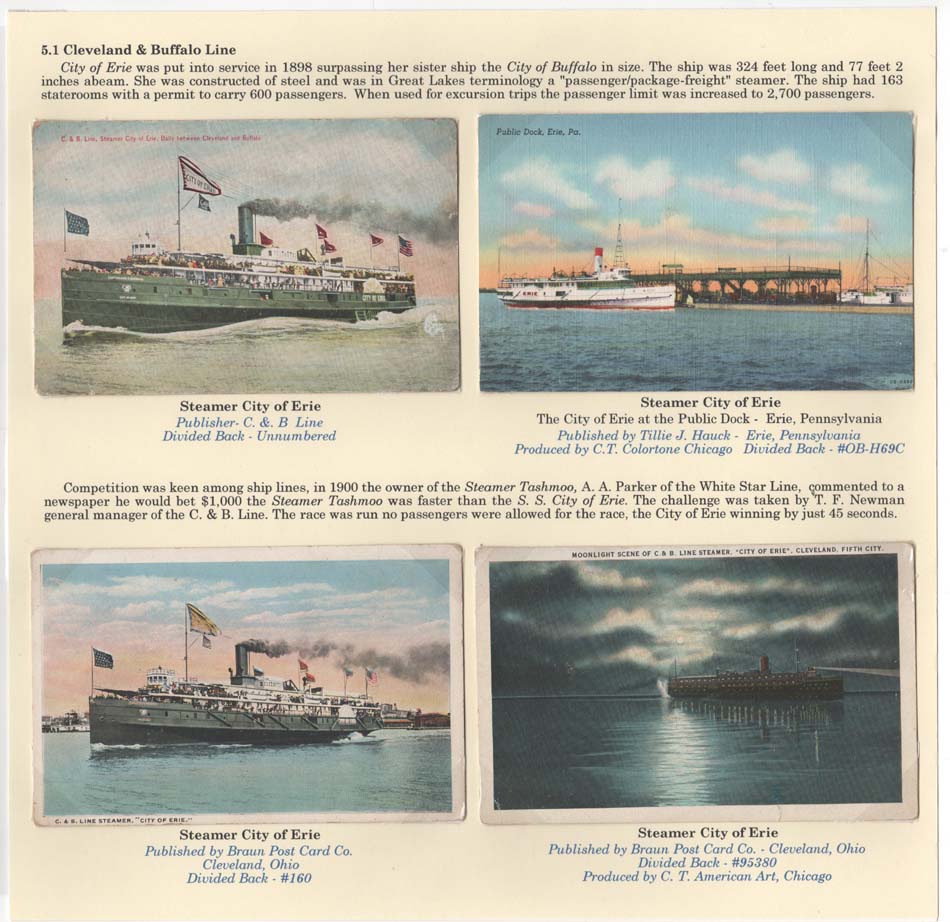 5.1 Cleveland & Buffalo Line
City of Erie was put into service in 1898 surpassing her sister ship the City of Buffalo in size. The ship was 324 feet long and 77 feet 2
inches abeam. She was constructed of steel and was in Great Lakes terminology a "passenger/package-freight" steamer. The ship had 163
staterooms with a permit to carry 600 passengers. When used for excursion trips the passenger limit was increased to 2,700 passengers.
C. & B. Line, Steamer City of Erie, Daily between Cleveland and Buffalo
CITY OF ERIE
Public Dock, Erie, Pa.
ERIE
Steamer City of Erie
Publisher- C. &. B Line
Divided Back - Unnumbered
Steamer City of Erie
The City of Erie at the Public Dock - Erie, Pennsylvania
Published by Tillie J. Hauck - Erie, Pennsylvania
Produced by C.T. Colortone Chicago Divided Back - #OB-H69C
Competition was keen among ship lines, in 1900 the owner of the Steamer Tashmoo, A. A. Parker of the White Star Line, commented to a
newspaper he would bet $1,000 the Steamer Tashmoo was faster than the S. S. City of Erie. The challenge was taken by T. F. Newman
general manager of the C. & B. Line. The race was run no passengers were allowed for the race, the City of Erie winning by just 45 seconds.
C. & B. LINE STEAMER, "CITY OF ERIE."
MOONLIGHT SCENE OF C. & B. LINE STEAMER, "CITY OF ERIE", CLEVELAND, FIFTH CITY.
Steamer City of Erie
Published by Braun Post Card Co.
Cleveland, Ohio
Divided Back - #160
Steamer City of Erie
Published by Braun Post Card Co. - Cleveland, Ohio
Divided Back - #95380
Produced by C. T. American Art, Chicago